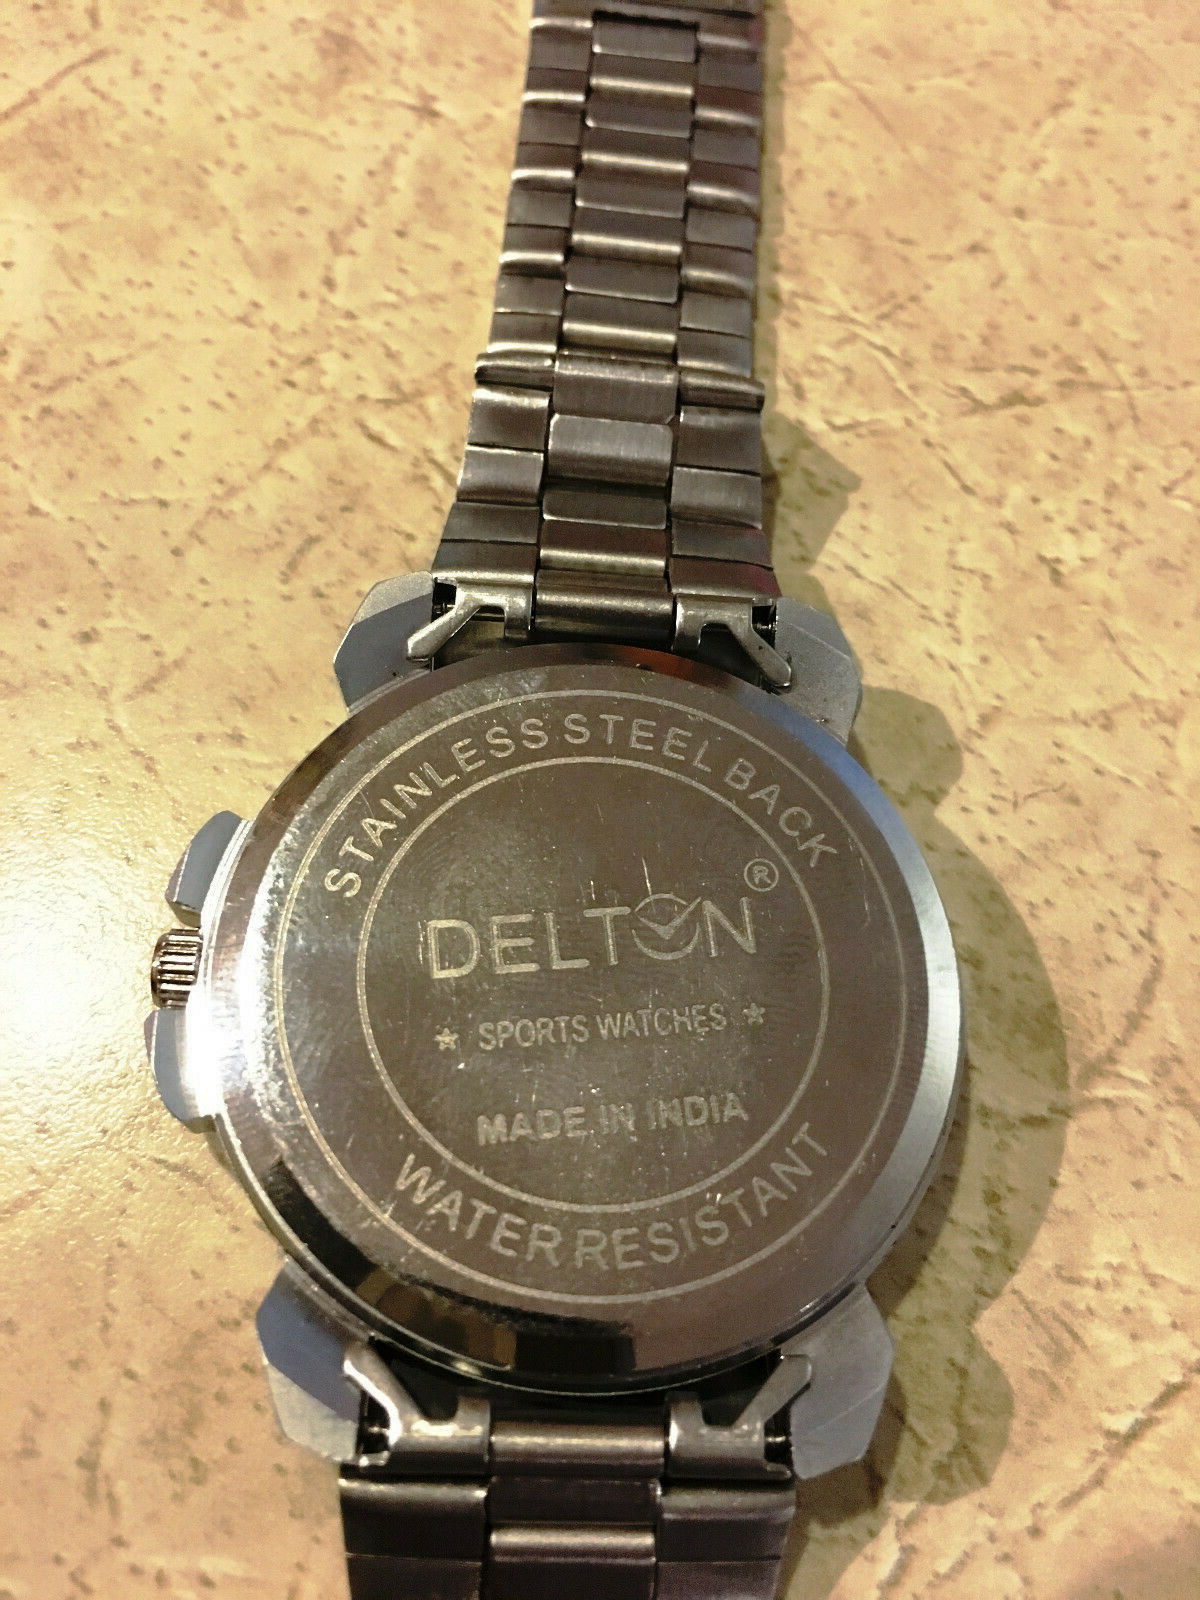 STAINLESS STEEL BACK
DELTON ®
★ SPORTS WATCHES ★
MADE IN INDIA
WATER RESISTANT